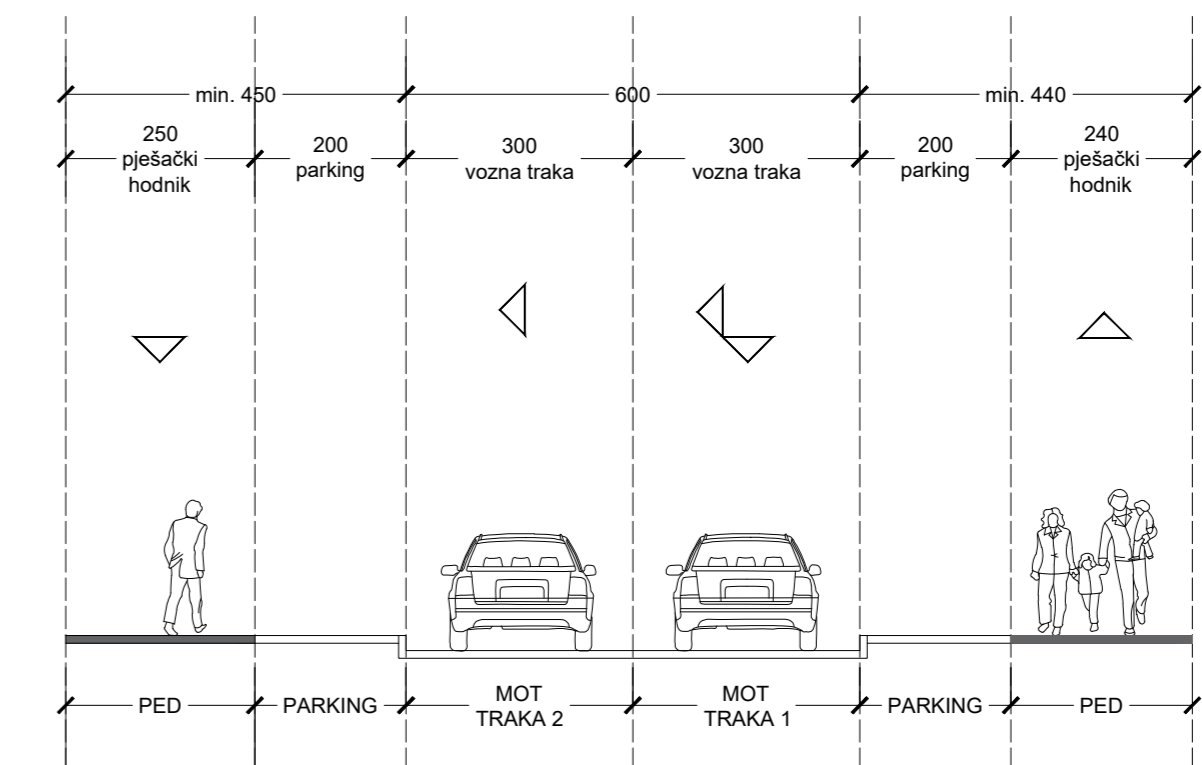 min. 450
600
min. 440
250
pješački
hodnik
200
parking
300
vozna traka
300
vozna traka
200
parking
240
pješački
hodnik
PED
PARKING
MOT
TRAKA 2
MOT
TRAKA 1
PARKING
PED